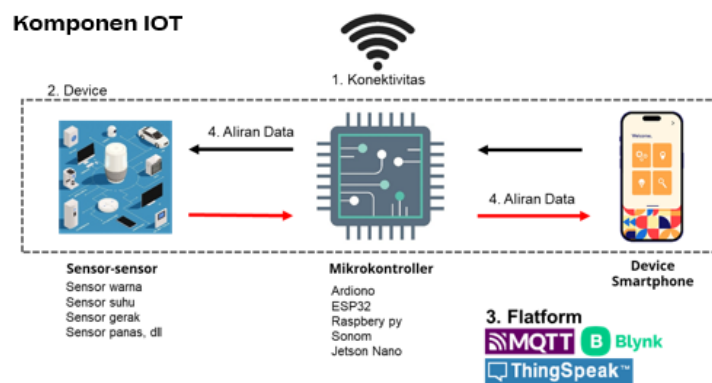 Komponen IOT
1. Konektivitas
2. Device
4. Aliran Data
4. Aliran Data
Welcome,
Sensor-sensor
Sensor warna
Sensor suhu
Sensor gerak
Sensor panas, dll
Mikrokontroller
Ardiono
ESP32
Raspbery py
Sonom
Jetson Nano
Device
Smartphone
3. Flatform
MQTT
B Blynk
ThingSpeak™